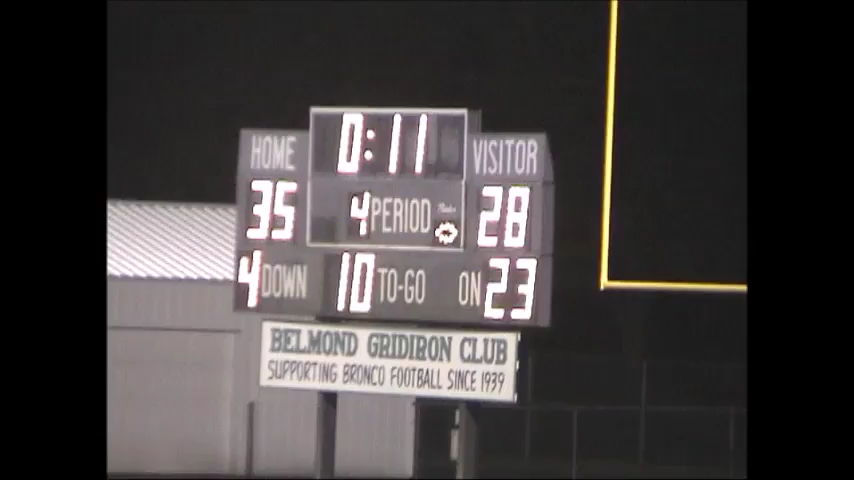 0:11
HOME VISITOR
35 4 PERIOD 28
4 DOWN 10 TO-GO ON 23
BELMOND GRIDIRON CLUB
SUPPORTING BRONCO FOOTBALL SINCE 1939